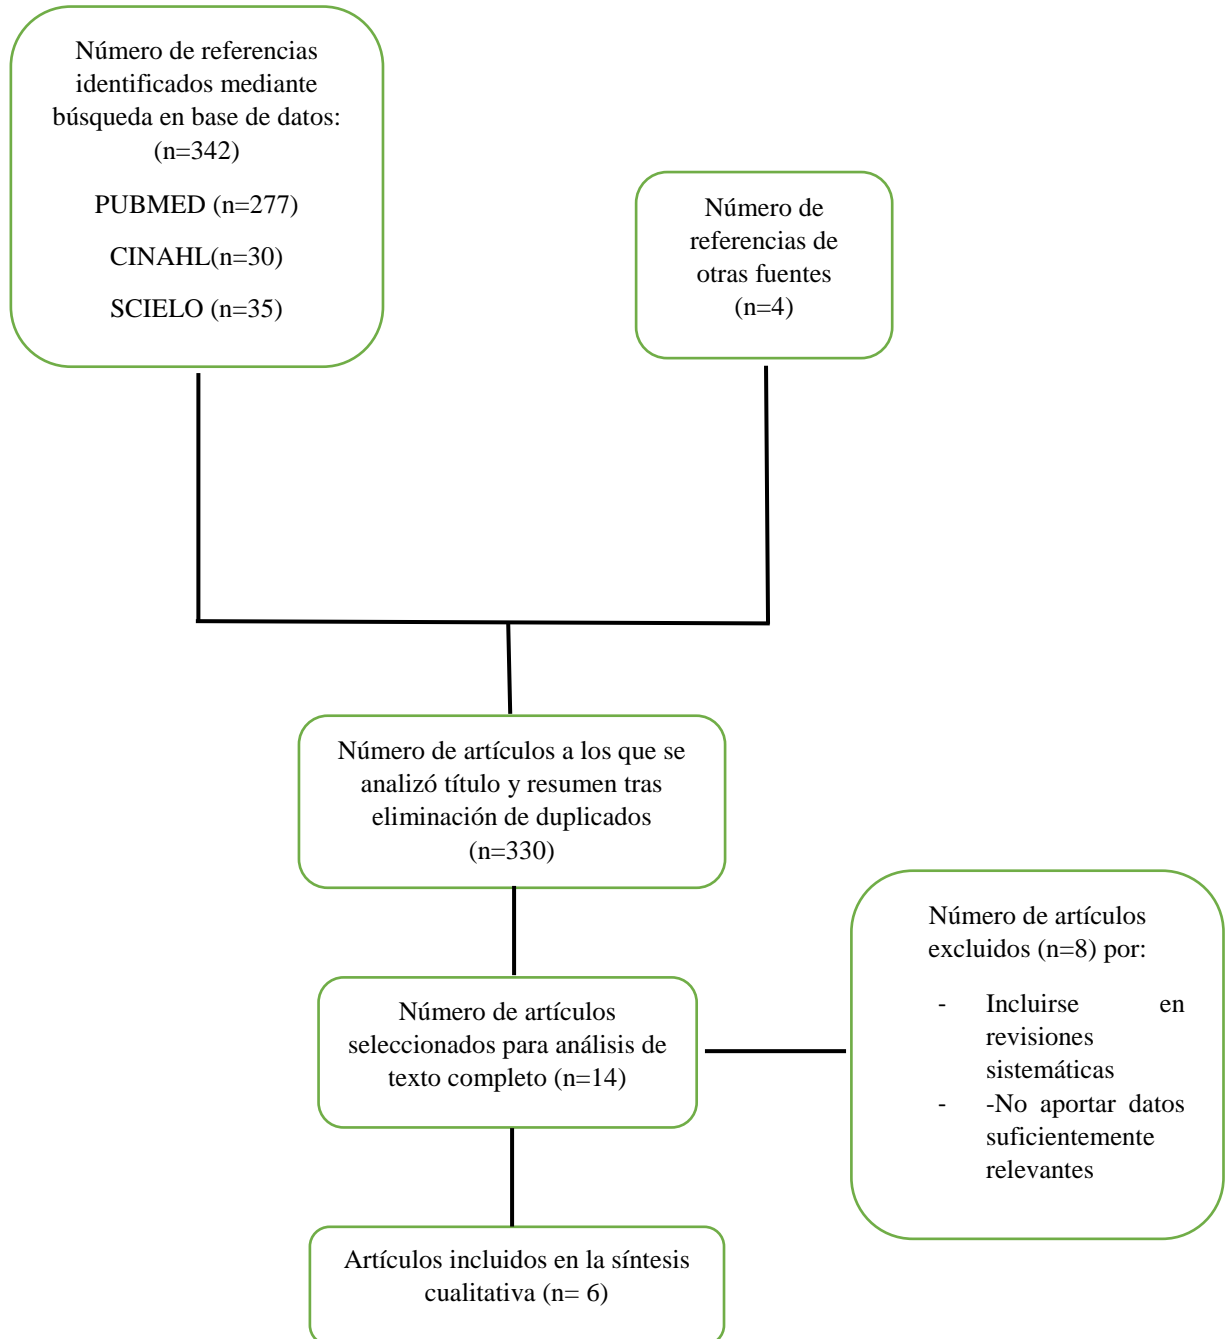 Número de referencias
identificados mediante
búsqueda en base de datos:
(n=342)
PUBMED (n=277)
CINAHL(n=30)
SCIELO (n=35)
Número de
referencias de
otras fuentes
(n=4)
Número de artículos a los que se
analizó título y resumen tras
eliminación de duplicados
(n=330)
Número de artículos
seleccionados para análisis de
texto completo (n=14)
Número de artículos
excluidos (n=8) por:
- Incluirse en
revisiones
sistemáticas
- -No aportar datos
suficientemente
relevantes
Artículos incluidos en la síntesis
cualitativa (n= 6)